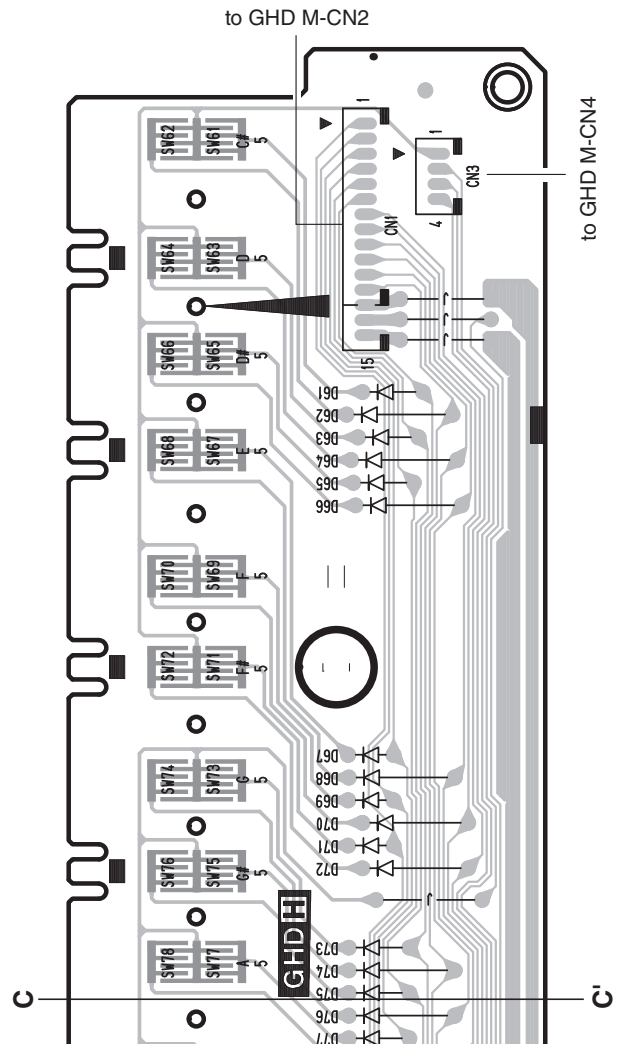 to GHD M-CN2
to GHD M-CN4
1
CN1
15
1
CN3
4
SW62
SW61
C#
5
SW64
SW63
D
5
SW66
SW65
D#
5
SW68
SW67
E
5
SW70
SW69
F
5
SW72
SW71
F#
5
SW74
SW73
G
5
SW76
SW75
G#
5
SW78
SW77
A
5
J
J
J
D61
D62
D63
D64
D65
D66
D67
D68
D69
D70
D71
D72
J
D73
D74
D75
D76
D77
GHD H
C
C'